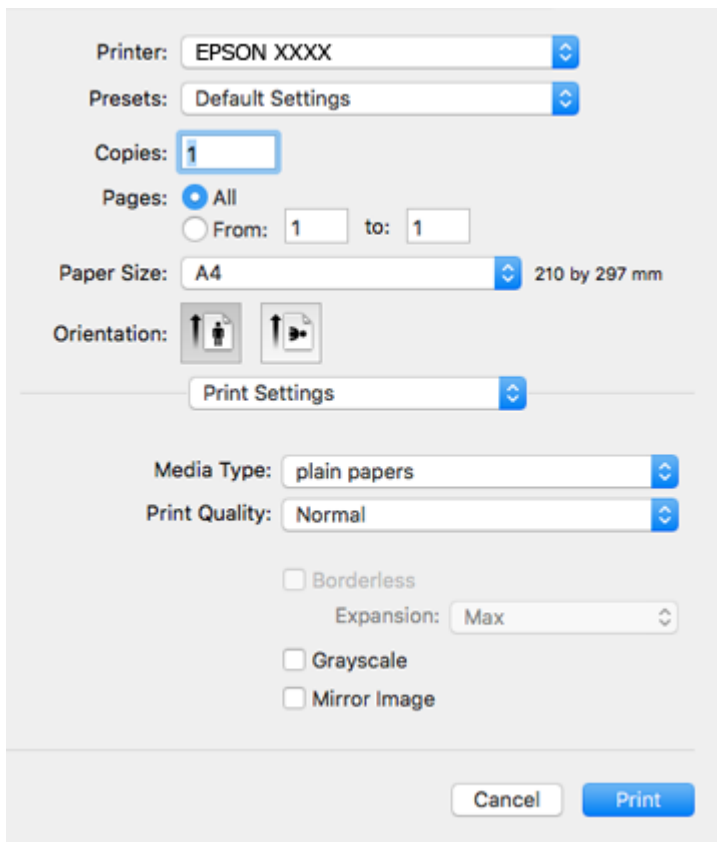 Printer: EPSON XXXX
Presets: Default Settings
Copies: 1
Pages: All
From: 1 to: 1
Paper Size: A4 210 by 297 mm
Orientation:
Print Settings
Media Type: plain papers
Print Quality: Normal
Borderless
Expansion: Max
Grayscale
Mirror Image
Cancel Print